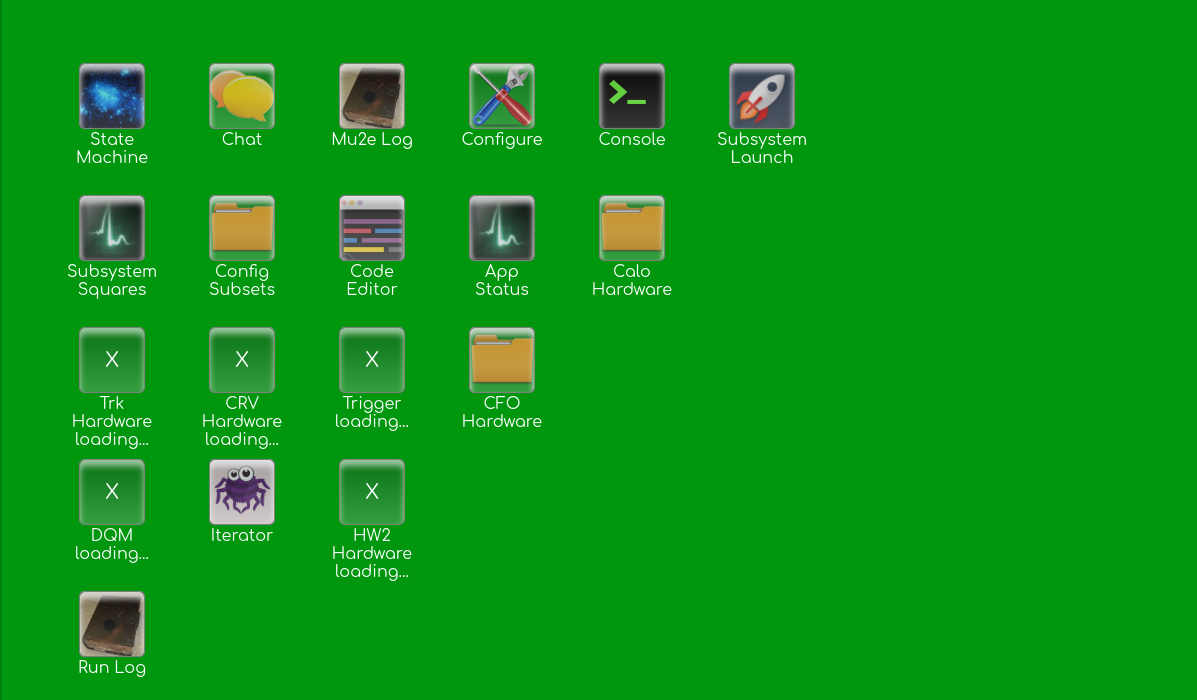 State
Machine
Chat
Mu2e Log
Configure
Console
Subsystem
Launch
Subsystem
Squares
Config
Subsets
Code
Editor
App
Status
Calo
Hardware
X
Trk
Hardware
loading...
X
CRV
Hardware
loading...
X
Trigger
loading...
CFO
Hardware
X
DQM
loading...
Iterator
X
HW2
Hardware
loading...
Run Log